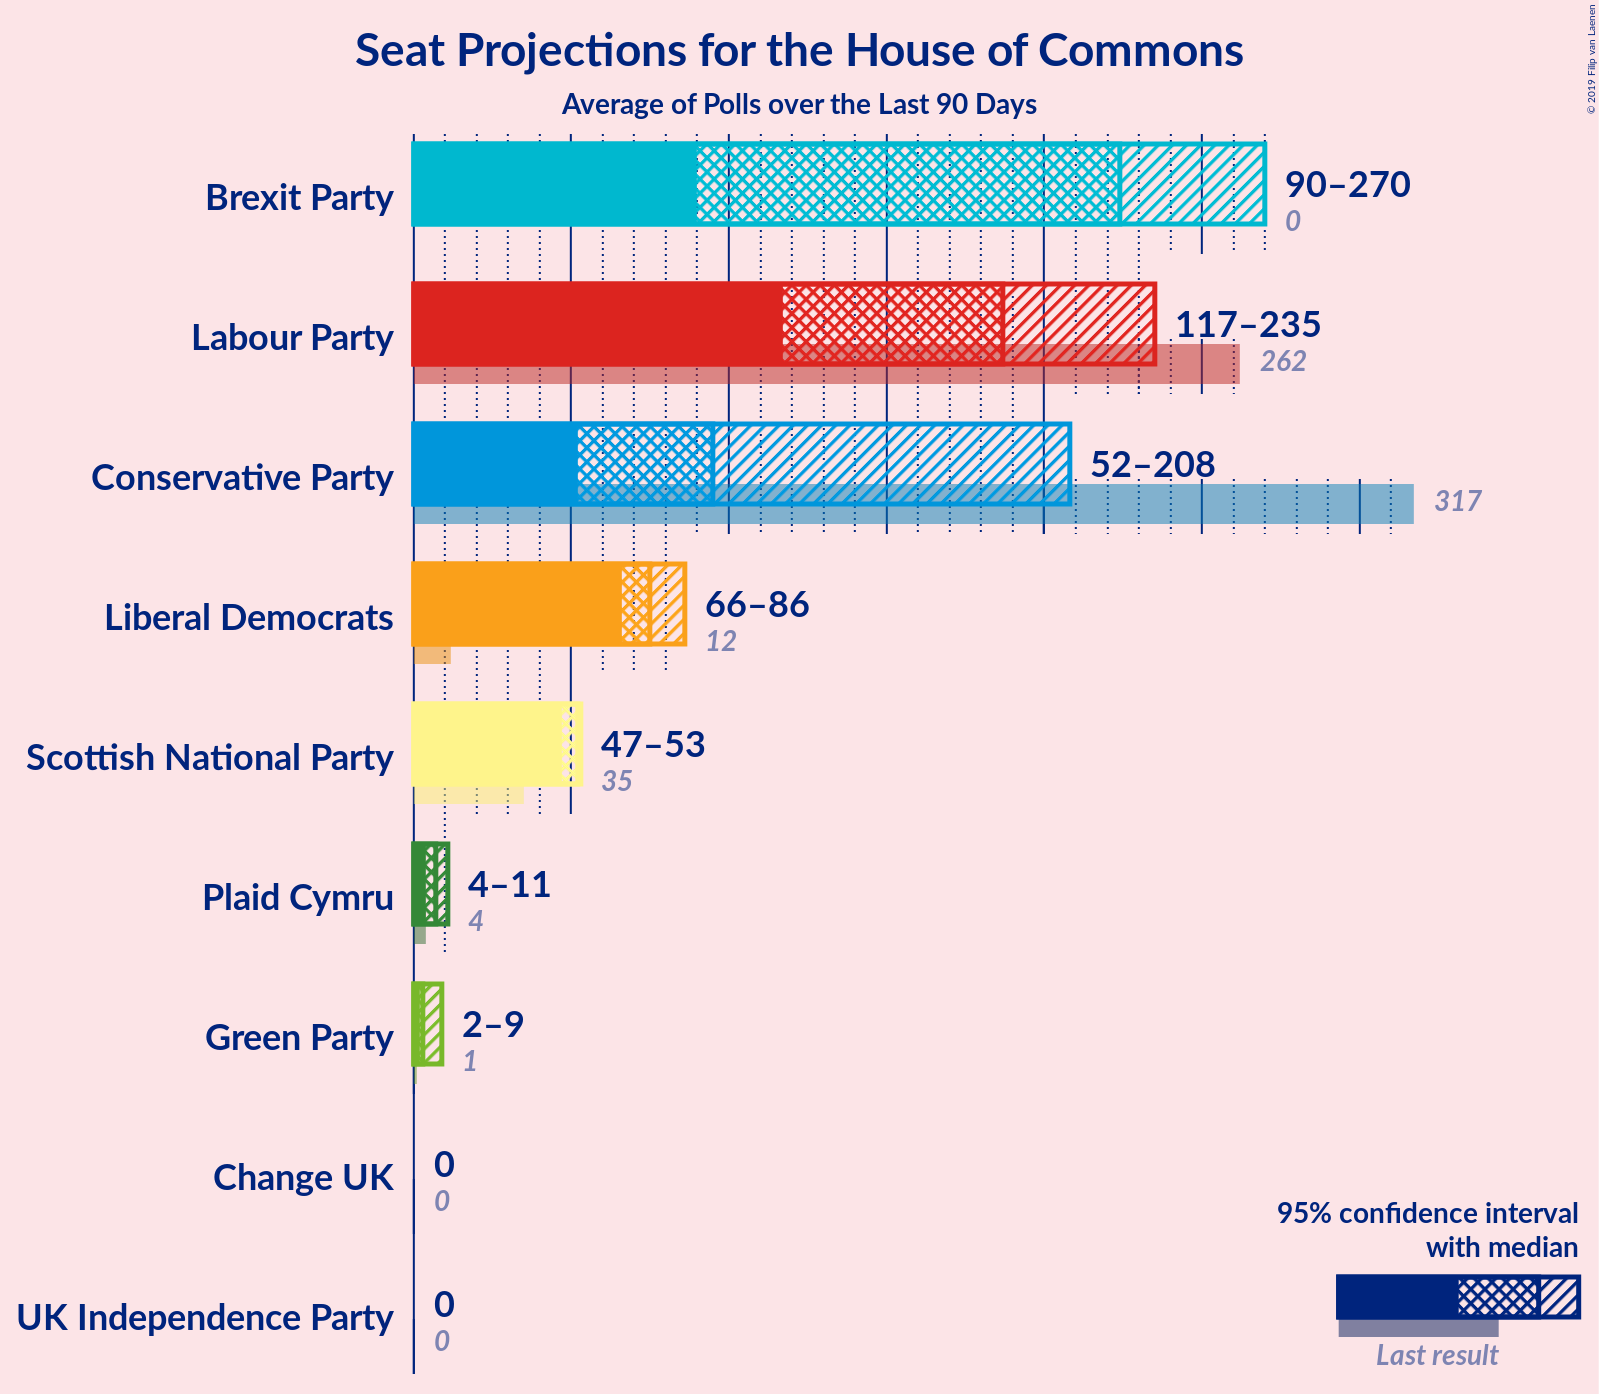 Seat Projections for the House of Commons
Average of Polls over the Last 90 Days
© 2019 Filip van Laenen
Brexit Party
90–270
0
Labour Party
117–235
262
Conservative Party
52–208
317
Liberal Democrats
66–86
12
Scottish National Party
47–53
35
Plaid Cymru
4–11
4
Green Party
2–9
1
Change UK
0
0
UK Independence Party
0
0
95% confidence interval
with median
Last result